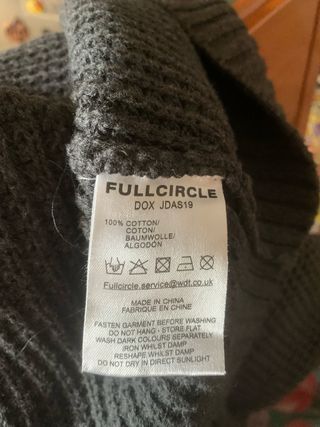 FULLCIRCLE
DOX JDAS19
100% COTTON/
COTON/
BAUMWOLLE/
ALGODÓN
Fullcircle.service@wdt.co.uk
MADE IN CHINA
FABRIQUE EN CHINE
FASTEN GARMENT BEFORE WASHING
DO NOT HANG · STORE FLAT
WASH DARK COLOURS SEPARATELY
IRON WHILST DAMP
RESHAPE WHILST DAMP
DO NOT DRY IN DIRECT SUNLIGHT